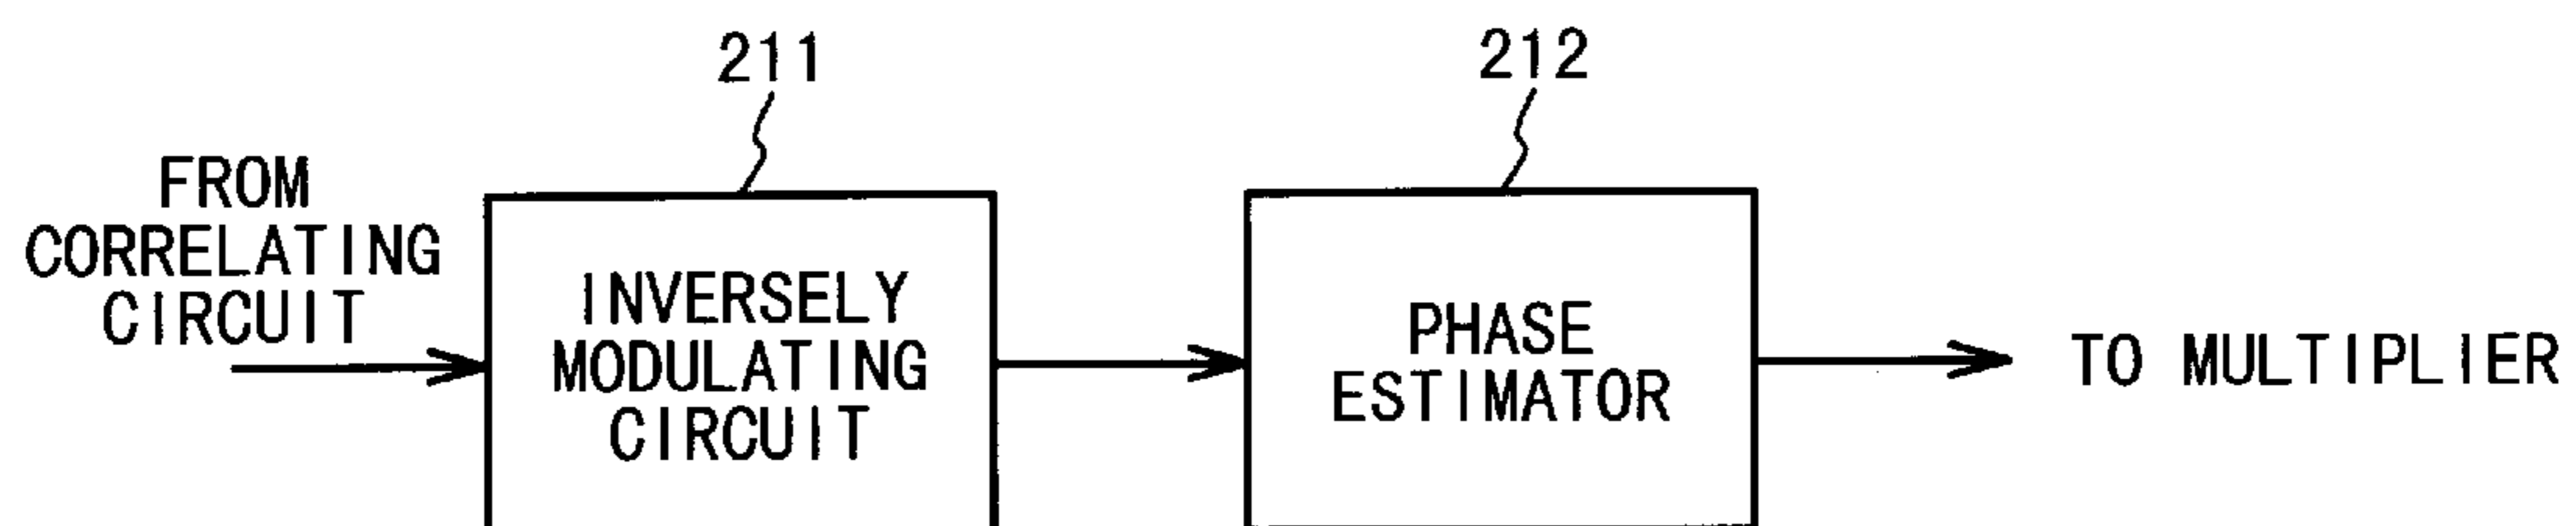 211
212
FROM
CORRELATING
CIRCUIT
INVERSELY
MODULATING
CIRCUIT
PHASE
ESTIMATOR
TO MULTIPLIER